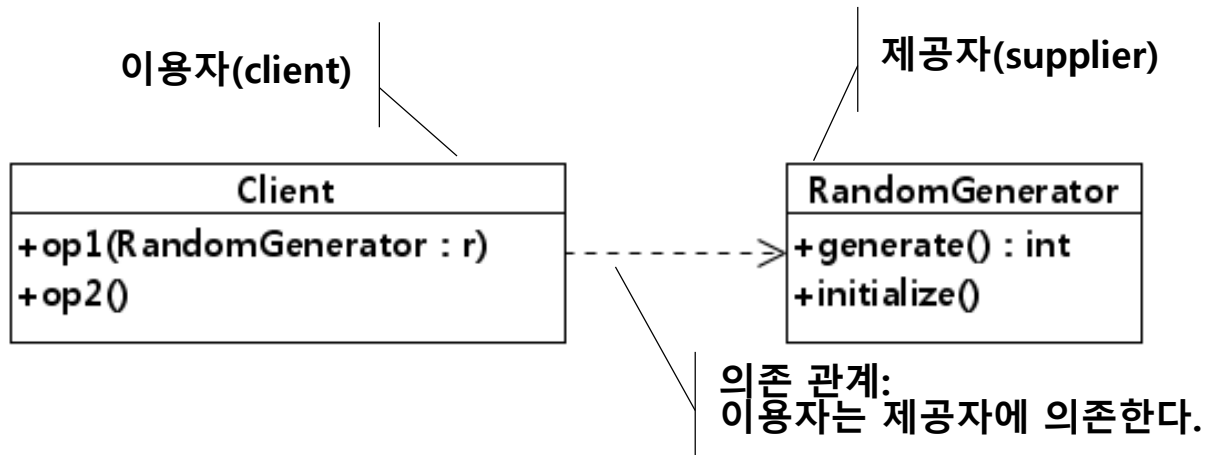 이용자(client)
제공자(supplier)
Client
+op1(RandomGenerator : r)
+op2()
RandomGenerator
+generate() : int
+initialize()
의존 관계:
이용자는 제공자에 의존한다.